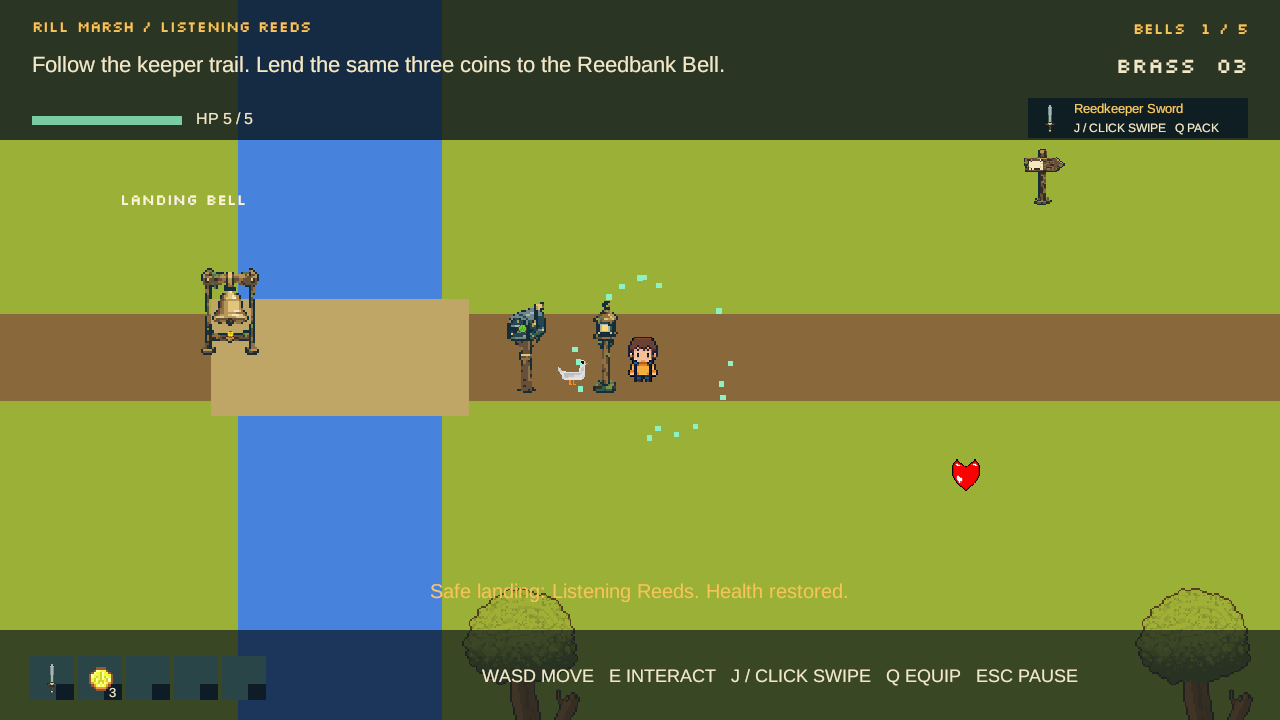 RILL MARSH / LISTENING REEDS
BELLS 1 / 5
Follow the keeper trail. Lend the same three coins to the Reedbank Bell.
BRASS 03
HP 5 / 5
Reedkeeper Sword
J / CLICK SWIPE Q PACK
LANDING BELL
Safe landing: Listening Reeds. Health restored.
3
WASD MOVE E INTERACT J / CLICK SWIPE Q EQUIP ESC PAUSE